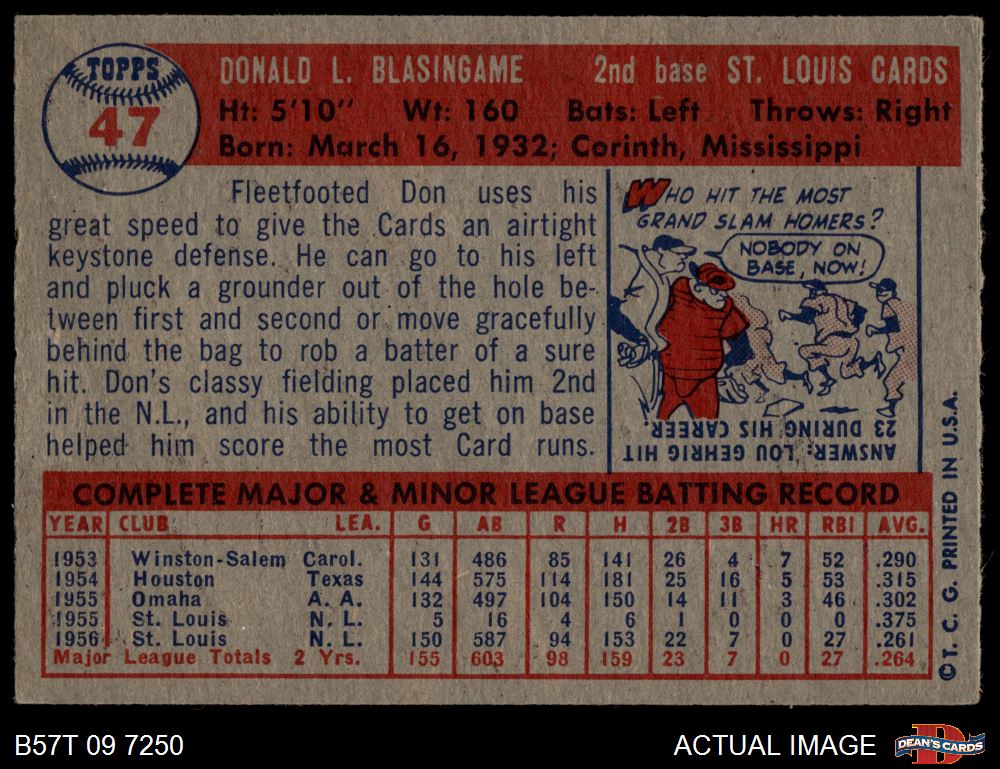 TOPPS
47
DONALD L. BLASINGAME 2nd base ST. LOUIS CARDS
Ht: 5'10" Wt: 160 Bats: Left Throws: Right
Born: March 16, 1932; Corinth, Mississippi
Fleetfooted Don uses his
great speed to give the Cards an airtight
keystone defense. He can go to his left
and pluck a grounder out of the hole be-
tween first and second or move gracefully
behind the bag to rob a batter of a sure
hit. Don's classy fielding placed him 2nd
in the N.L., and his ability to get on base
helped him score the most Card runs.
WHO HIT THE MOST
GRAND SLAM HOMERS?
NOBODY ON
BASE, NOW!
ANSWER: LOU GEHRIG HIT
23 DURING HIS CAREER.
COMPLETE MAJOR & MINOR LEAGUE BATTING RECORD
YEAR CLUB LEA. G AB R H 2B 3B HR RBI AVG.
1953 Winston-Salem Carol. 131 486 85 141 26 4 7 52 .290
1954 Houston Texas 144 575 114 181 25 16 5 53 .315
1955 Omaha A. A. 132 497 104 150 14 11 3 46 .302
1955 St. Louis N. L. 5 16 4 6 1 0 0 0 .375
1956 St. Louis N. L. 150 587 94 153 22 7 0 27 .261
Major League Totals 2 Yrs. 155 603 98 159 23 7 0 27 .264
©T. C. G. PRINTED IN U.S.A.
B57T 09 7250
ACTUAL IMAGE
D
DEAN'S CARDS